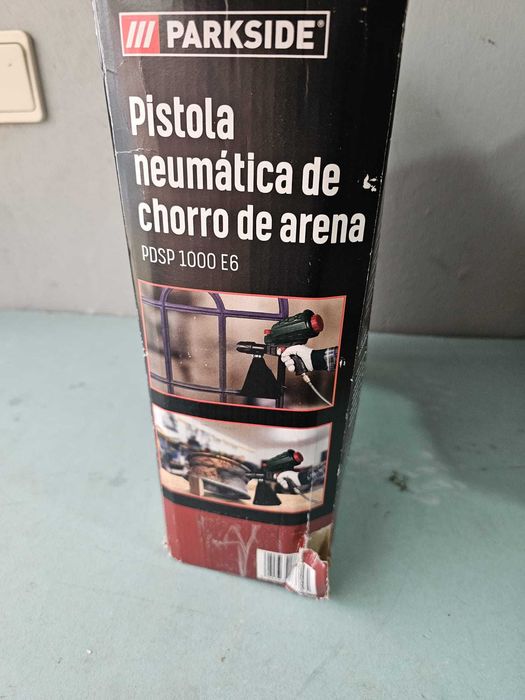 PARKSIDE®
Pistola
neumática de
chorro de arena
PDSP 1000 E6